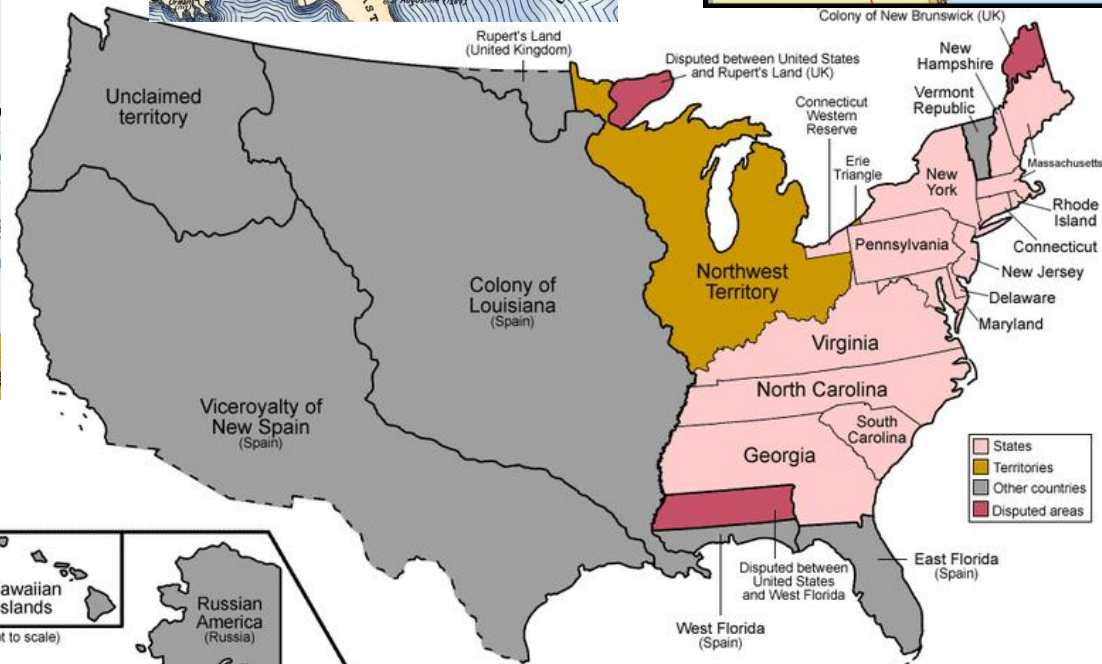 Colony of New Brunswick (UK)
Rupert's Land
(United Kingdom)
Disputed between United States
and Rupert's Land (UK)
New
Hampshire
Vermont
Republic
Connecticut
Western
Reserve
Erie
Triangle
Unclaimed
territory
Massachusetts
New
York
Rhode
Island
Connecticut
Pennsylvania
New Jersey
Northwest
Territory
Colony of
Louisiana
(Spain)
Delaware
Maryland
Virginia
North Carolina
Viceroyalty of
New Spain
(Spain)
South
Carolina
Georgia
States
Territories
Other countries
Disputed areas
East Florida
(Spain)
Disputed between
United States
and West Florida
West Florida
(Spain)
awaiian
slands
t to scale)
Russian
America
(Russia)